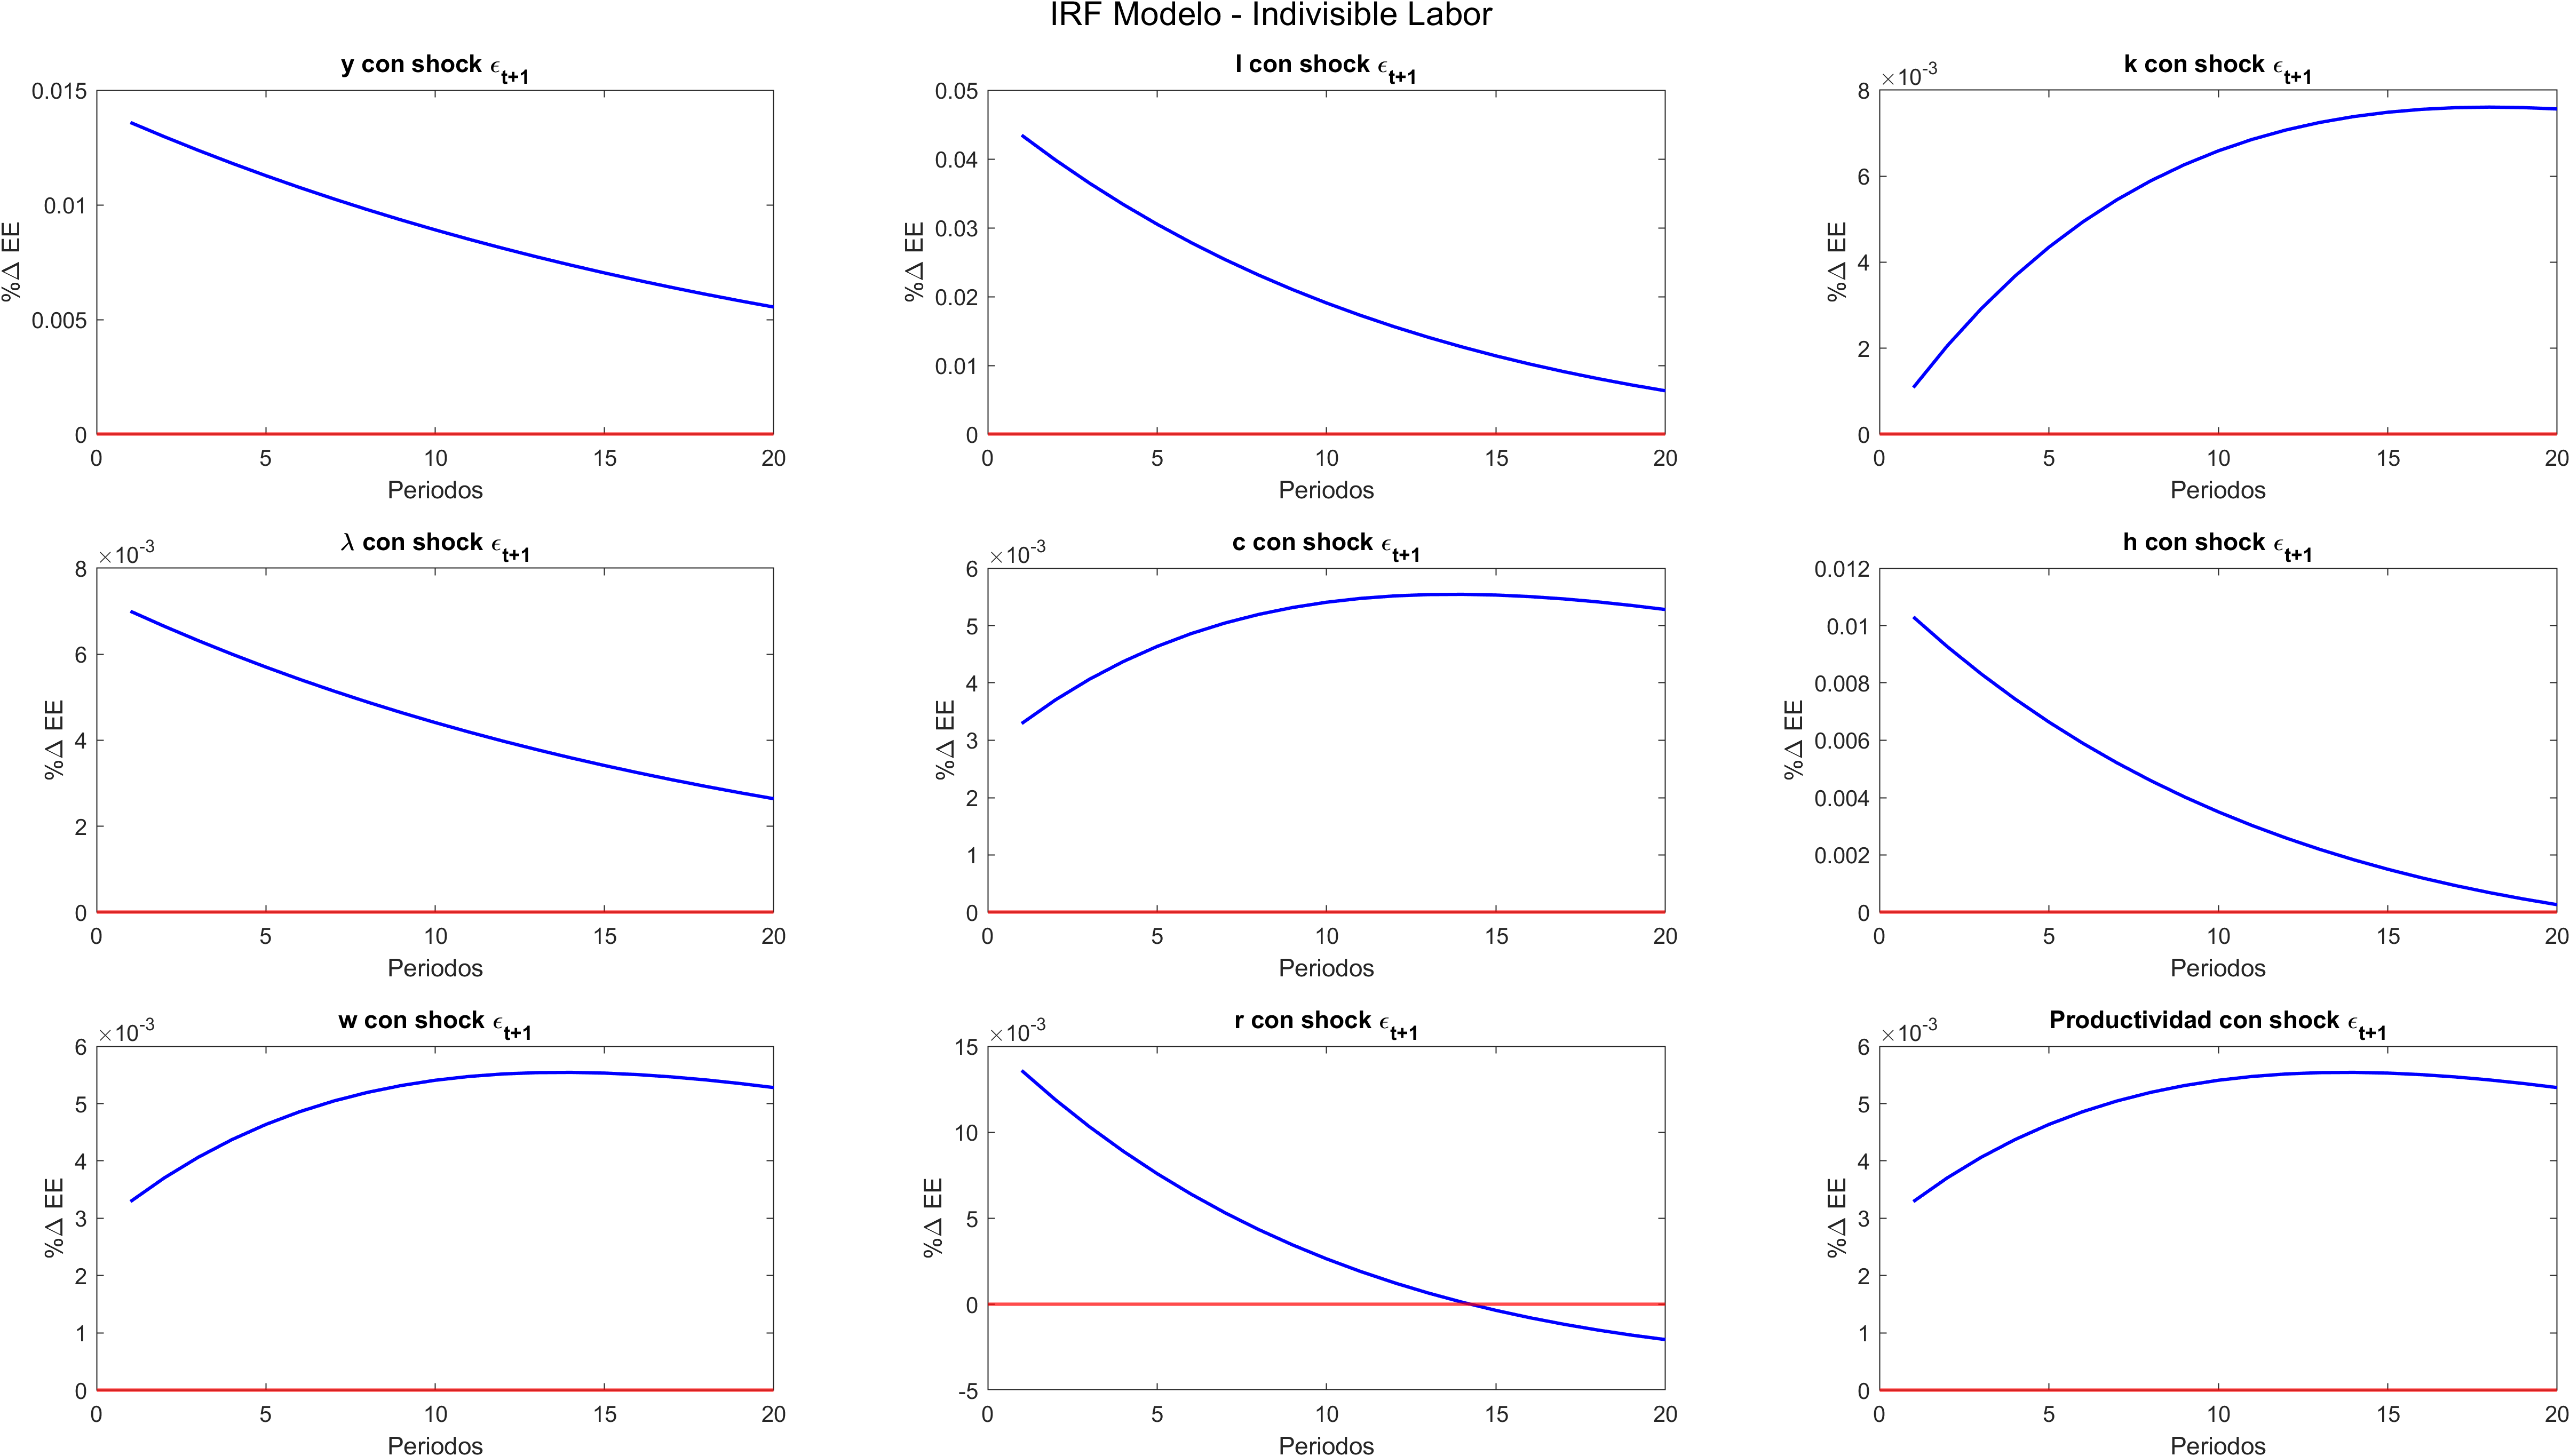 IRF Modelo - Indivisible Labor
y con shock ϵt+1
0.015
0.01
0.005
0
%Δ EE
0 5 10 15 20
Periodos
I con shock ϵt+1
0.05
0.04
0.03
0.02
0.01
0
%Δ EE
0 5 10 15 20
Periodos
k con shock ϵt+1
×10-3
8
6
4
2
0
%Δ EE
0 5 10 15 20
Periodos
λ con shock ϵt+1
×10-3
8
6
4
2
0
%Δ EE
0 5 10 15 20
Periodos
c con shock ϵt+1
×10-3
6
5
4
3
2
1
0
%Δ EE
0 5 10 15 20
Periodos
h con shock ϵt+1
0.012
0.01
0.008
0.006
0.004
0.002
0
%Δ EE
0 5 10 15 20
Periodos
w con shock ϵt+1
×10-3
6
5
4
3
2
1
0
%Δ EE
0 5 10 15 20
Periodos
r con shock ϵt+1
×10-3
15
10
5
0
-5
%Δ EE
0 5 10 15 20
Periodos
Productividad con shock ϵt+1
×10-3
6
5
4
3
2
1
0
%Δ EE
0 5 10 15 20
Periodos